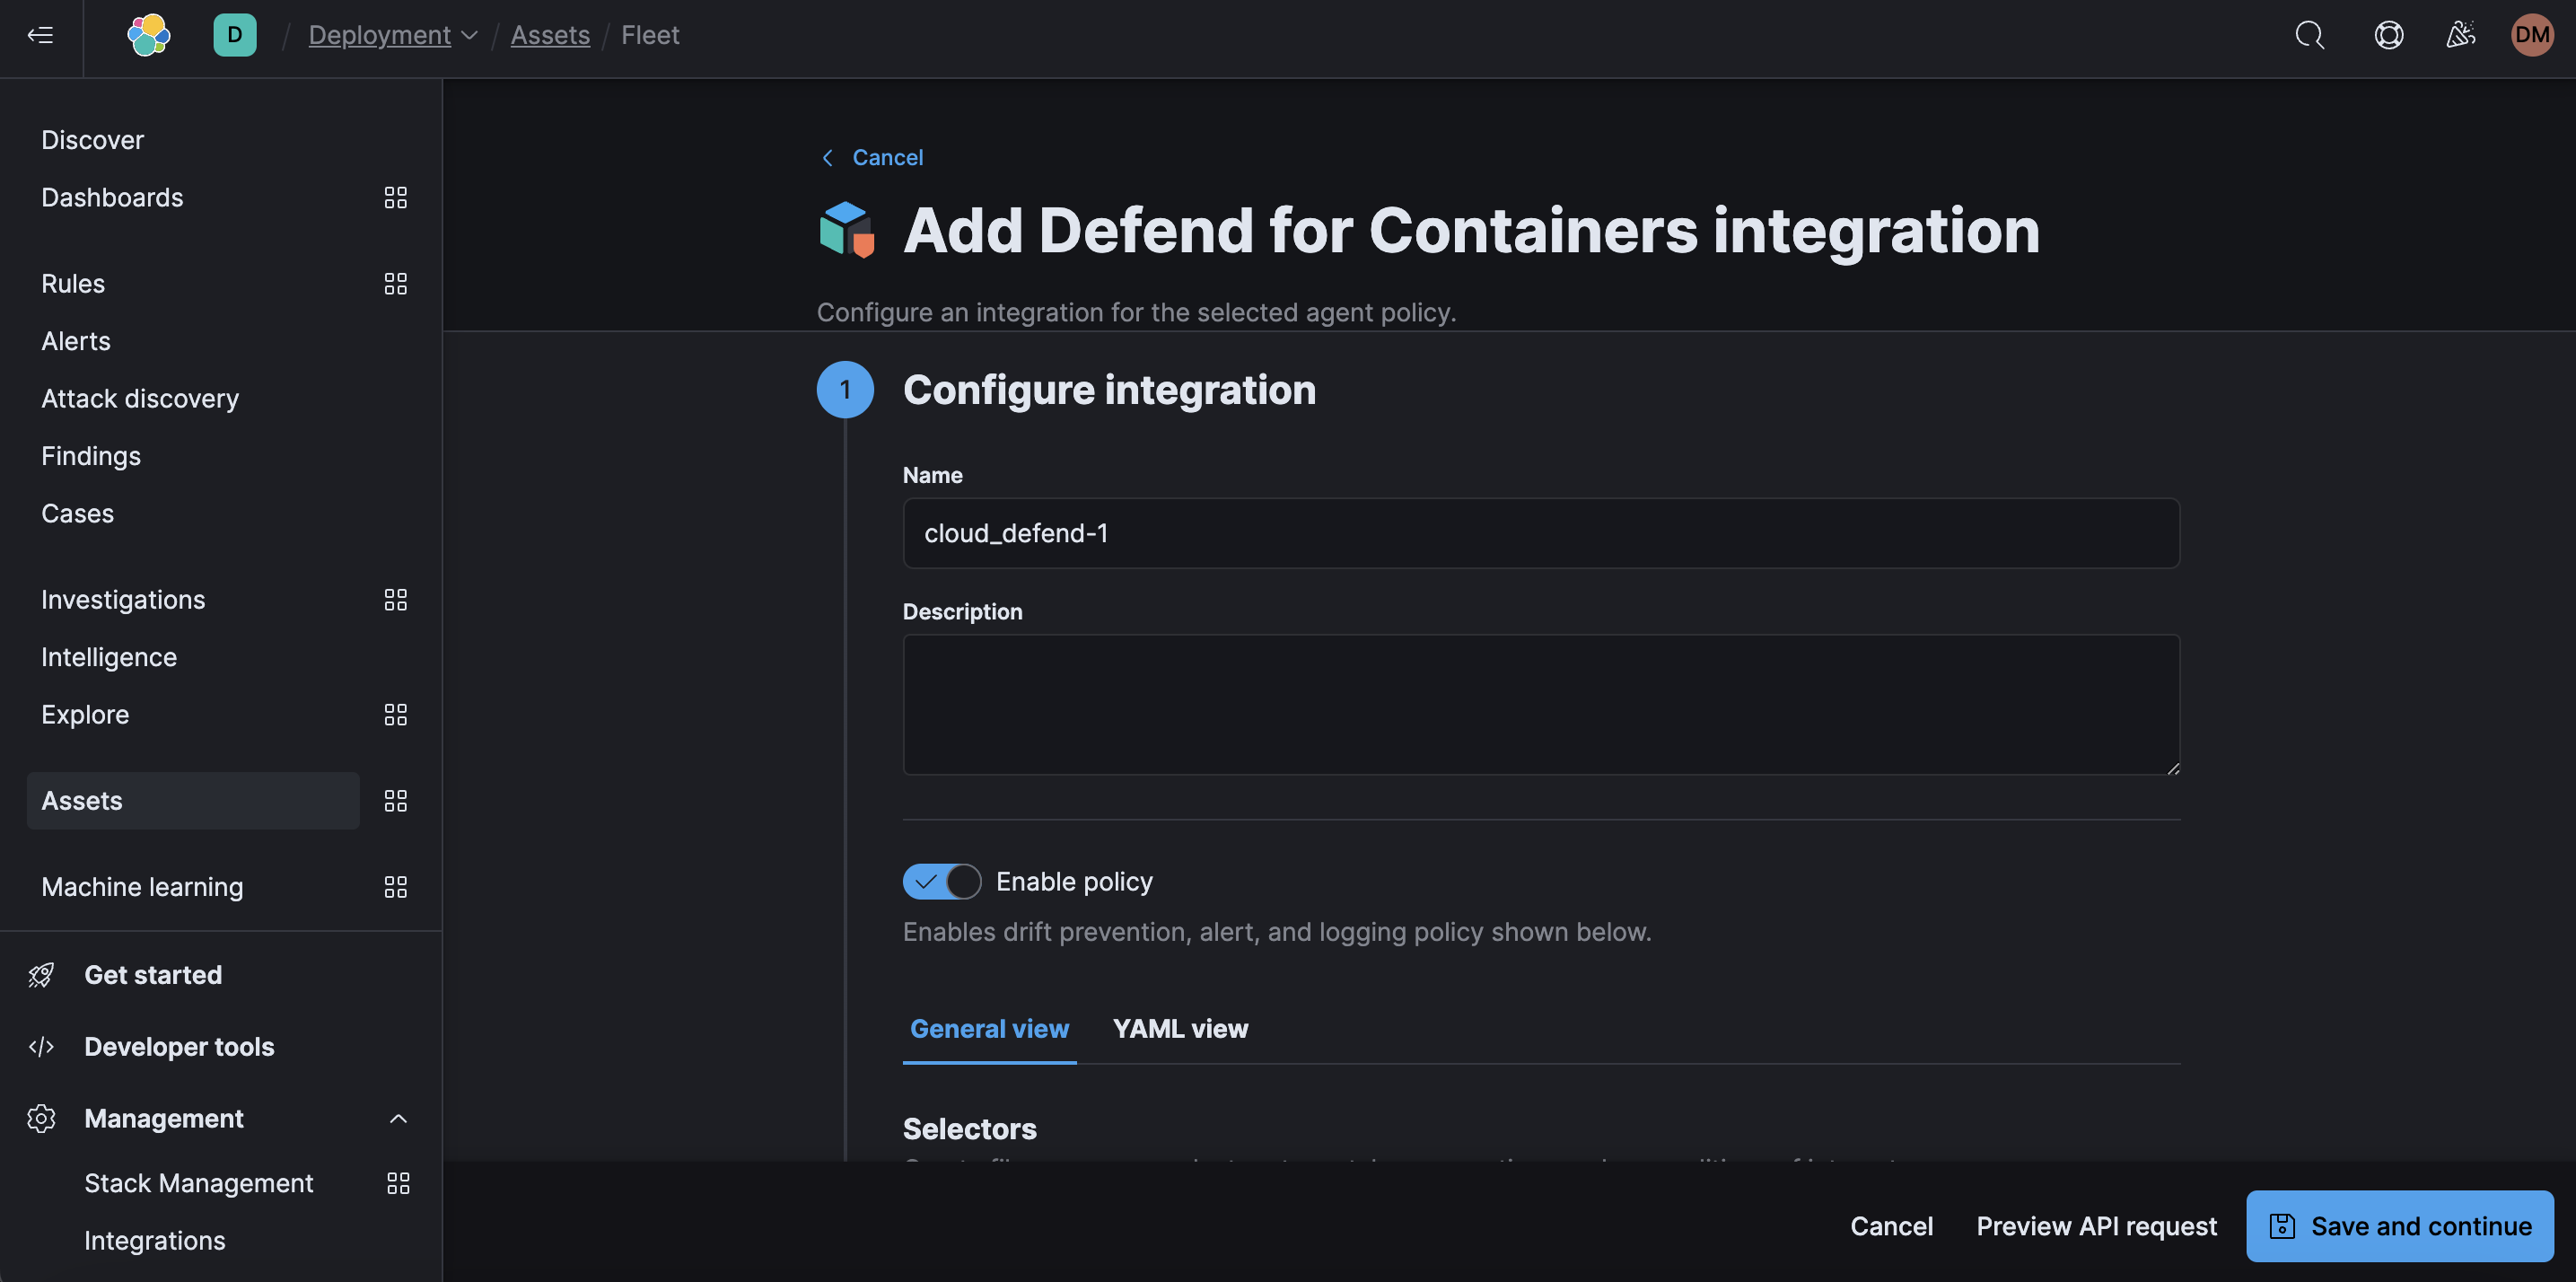 D / Deployment / Assets / Fleet
DM
Discover
Dashboards
Rules
Alerts
Attack discovery
Findings
Cases
Investigations
Intelligence
Explore
Assets
Machine learning
Get started
Developer tools
Management
Stack Management
Integrations
Cancel
Add Defend for Containers integration
Configure an integration for the selected agent policy.
1 Configure integration
Name
cloud_defend-1
Description
Enable policy
Enables drift prevention, alert, and logging policy shown below.
General view YAML view
Selectors
Cancel Preview API request Save and continue